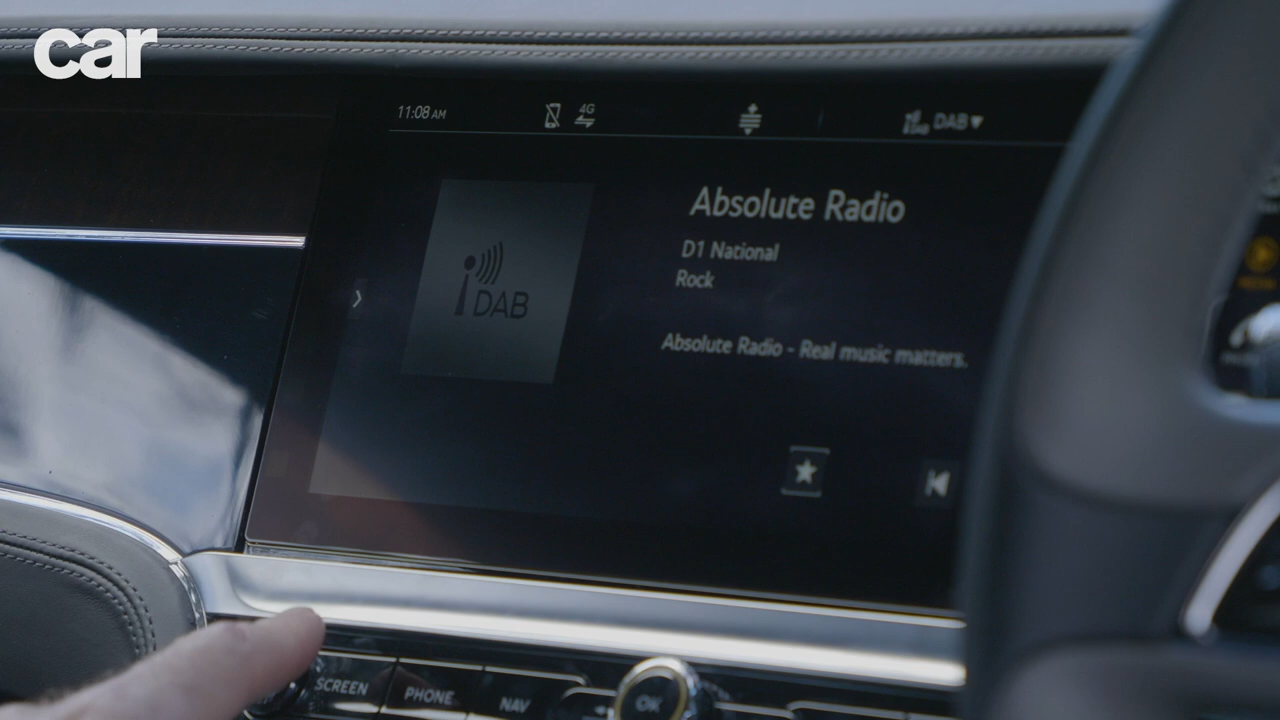 car
11:08 AM
4G
DAB
Absolute Radio
D1 National
Rock
DAB
Absolute Radio - Real music matters.
SCREEN
PHONE
NAV
OK